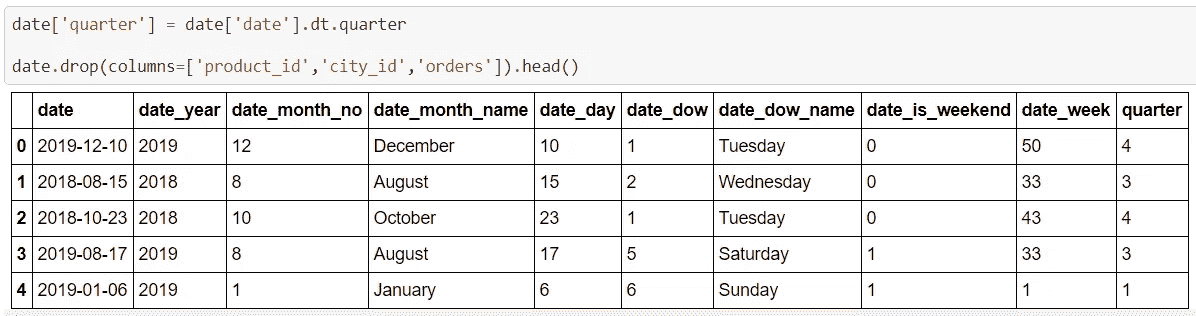 date['quarter'] = date['date'].dt.quarter
date.drop(columns=['product_id','city_id','orders']).head()
date date_year date_month_no date_month_name date_day date_dow date_dow_name date_is_weekend date_week quarter
0 2019-12-10 2019 12 December 10 1 Tuesday 0 50 4
1 2018-08-15 2018 8 August 15 2 Wednesday 0 33 3
2 2018-10-23 2018 10 October 23 1 Tuesday 0 43 4
3 2019-08-17 2019 8 August 17 5 Saturday 1 33 3
4 2019-01-06 2019 1 January 6 6 Sunday 1 1 1